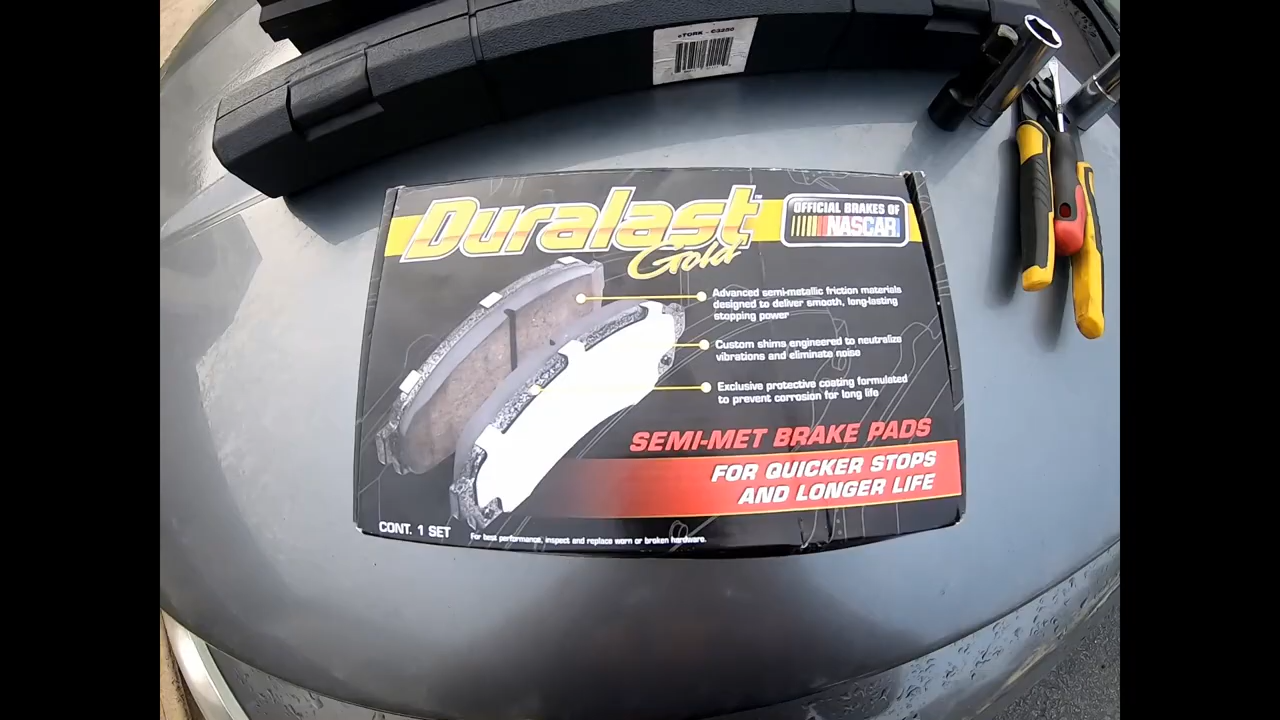 eTORK - C3250
Duralast™
Gold
OFFICIAL BRAKES OF
NASCAR
Advanced semi-metallic friction materials
designed to deliver smooth, long-lasting
stopping power
Custom shims engineered to neutralize
vibrations and eliminate noise
Exclusive protective coating formulated
to prevent corrosion for long life
SEMI-MET BRAKE PADS
FOR QUICKER STOPS
AND LONGER LIFE
CONT. 1 SET
For best performance, inspect and replace worn or broken hardware.